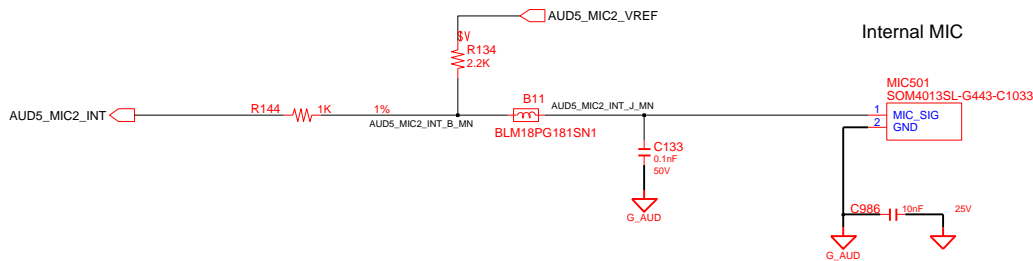 AUD5_MIC2_VREF
Internal MIC
$V
R134
2.2K
MIC501
SOM4013SL-G443-C1033
B11
R144
1K
1%
AUD5_MIC2_INT_J_MN
1
MIC_SIG
AUD5_MIC2_INT
AUD5_MIC2_INT_B_MN
2
GND
BLM18PG181SN1
C133
0.1nF
50V
G_AUD
C986
10nF
25V
G_AUD